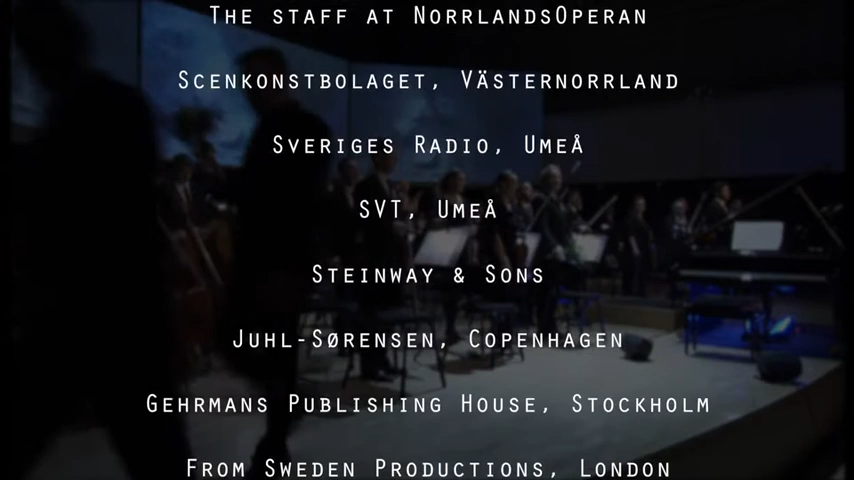 The staff at NorrlandsOperan
Scenkonstbolaget, Västernorrland
Sveriges Radio, Umeå
SVT, Umeå
Steinway & Sons
Juhl-Sørensen, Copenhagen
Gehrmans Publishing House, Stockholm
From Sweden Productions, London